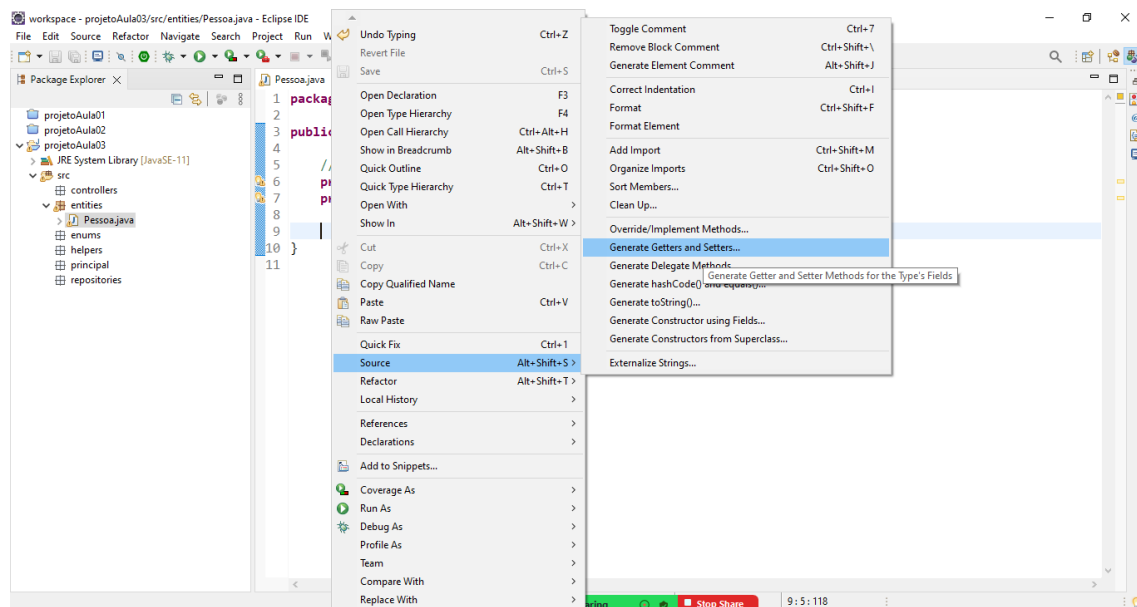 workspace - projetoAula03/src/entities/Pessoa.java - Eclipse IDE
File Edit Source Refactor Navigate Search Project Run W
Package Explorer
projetoAula01
projetoAula02
projetoAula03
JRE System Library [JavaSE-11]
src
controllers
entities
Pessoa.java
enums
helpers
principal
repositories
Pessoa.java
1 packag
2
3 public
4
5 //
6 pr
7 pr
8
9
10 }
11
Undo Typing Ctrl+Z
Revert File
Save Ctrl+S
Open Declaration F3
Open Type Hierarchy F4
Open Call Hierarchy Ctrl+Alt+H
Show in Breadcrumb Alt+Shift+B
Quick Outline Ctrl+O
Quick Type Hierarchy Ctrl+T
Open With >
Show In Alt+Shift+W >
Cut Ctrl+X
Copy Ctrl+C
Copy Qualified Name
Paste Ctrl+V
Raw Paste
Quick Fix Ctrl+1
Source Alt+Shift+S >
Refactor Alt+Shift+T >
Local History >
References >
Declarations >
Add to Snippets...
Coverage As >
Run As >
Debug As >
Profile As >
Team >
Compare With >
Replace With >
Toggle Comment Ctrl+7
Remove Block Comment Ctrl+Shift+\
Generate Element Comment Alt+Shift+J
Correct Indentation Ctrl+I
Format Ctrl+Shift+F
Format Element
Add Import Ctrl+Shift+M
Organize Imports Ctrl+Shift+O
Sort Members...
Clean Up...
Override/Implement Methods...
Generate Getters and Setters...
Generate Delegate Methods
Generate Getter and Setter Methods for the Type's Fields
Generate hashCode() and equals()...
Generate toString()...
Generate Constructor using Fields...
Generate Constructors from Superclass...
Externalize Strings...
aring Stop Share 9:5:118